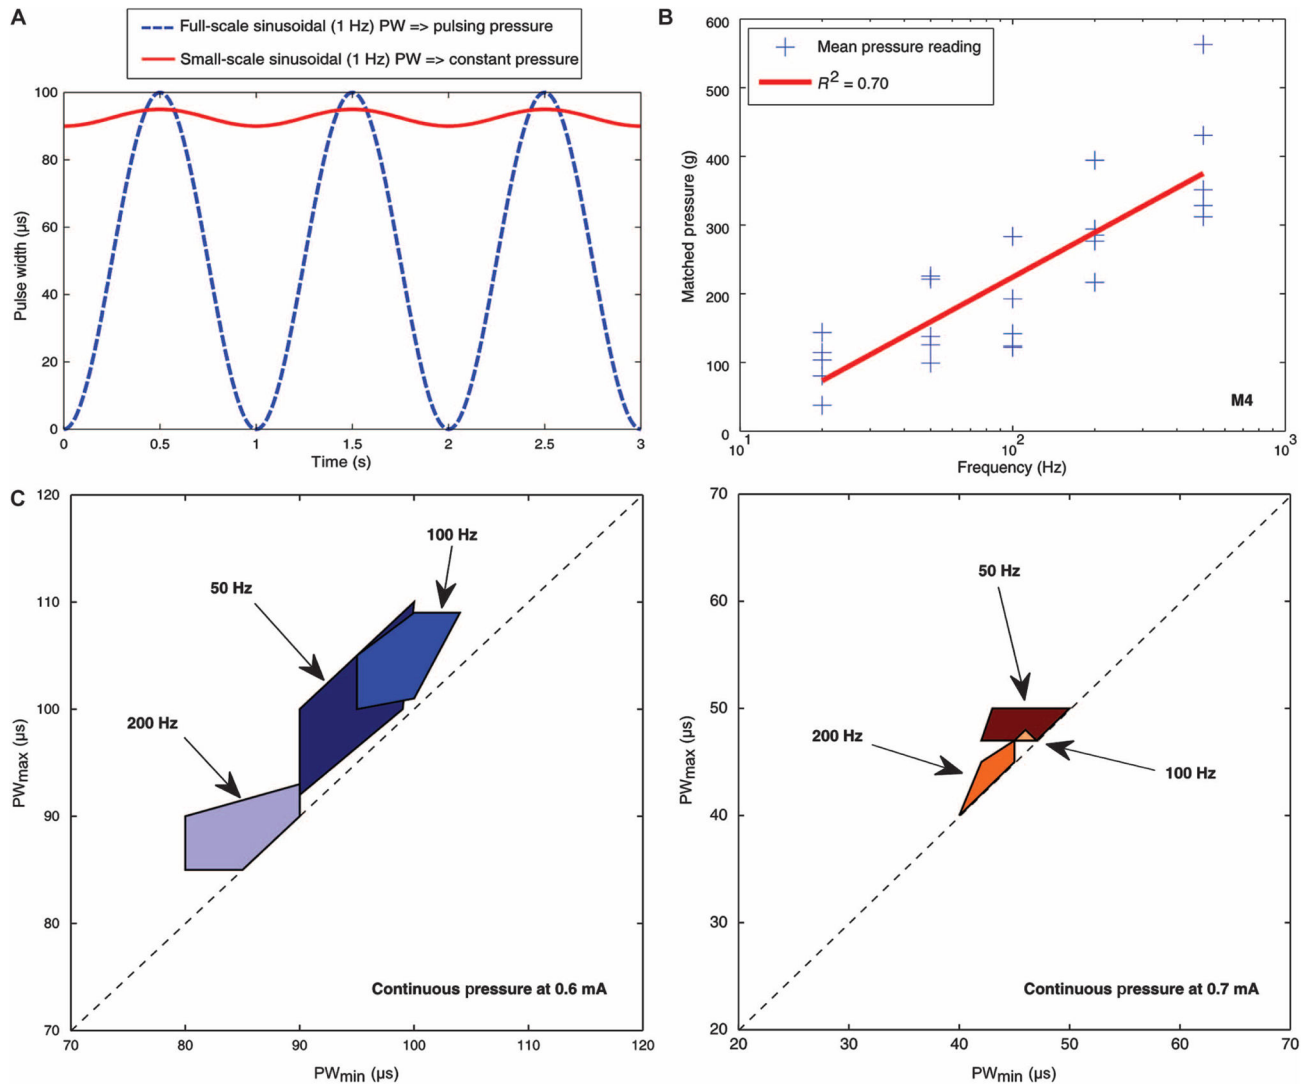 A
Full-scale sinusoidal (1 Hz) PW => pulsing pressure
Small-scale sinusoidal (1 Hz) PW => constant pressure
100
80
60
40
20
0
Pulse width (µs)
0 0.5 1 1.5 2 2.5 3
Time (s)
B
Mean pressure reading
R² = 0.70
600
500
400
300
200
100
0
Matched pressure (g)
M4
10¹ 10² 10³
Frequency (Hz)
C
120
110
100
90
80
70
PWmax (µs)
100 Hz
50 Hz
200 Hz
Continuous pressure at 0.6 mA
70 80 90 100 110 120
PWmin (µs)
70
60
50
40
30
20
PWmax (µs)
50 Hz
200 Hz
100 Hz
Continuous pressure at 0.7 mA
20 30 40 50 60 70
PWmin (µs)